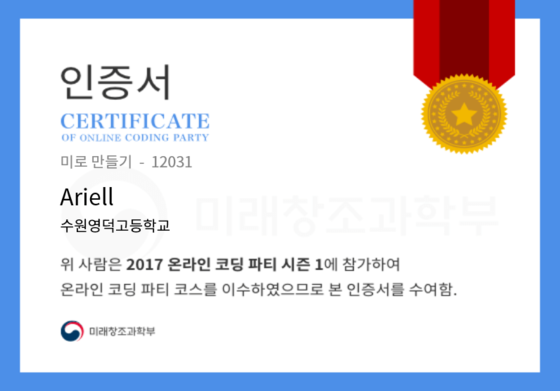 인증서
CERTIFICATE
OF ONLINE CODING PARTY
미로 만들기 - 12031
Ariell
수원영덕고등학교
미래창조과학부
위 사람은 2017 온라인 코딩 파티 시즌 1에 참가하여
온라인 코딩 파티 코스를 이수하였으므로 본 인증서를 수여함.
미래창조과학부